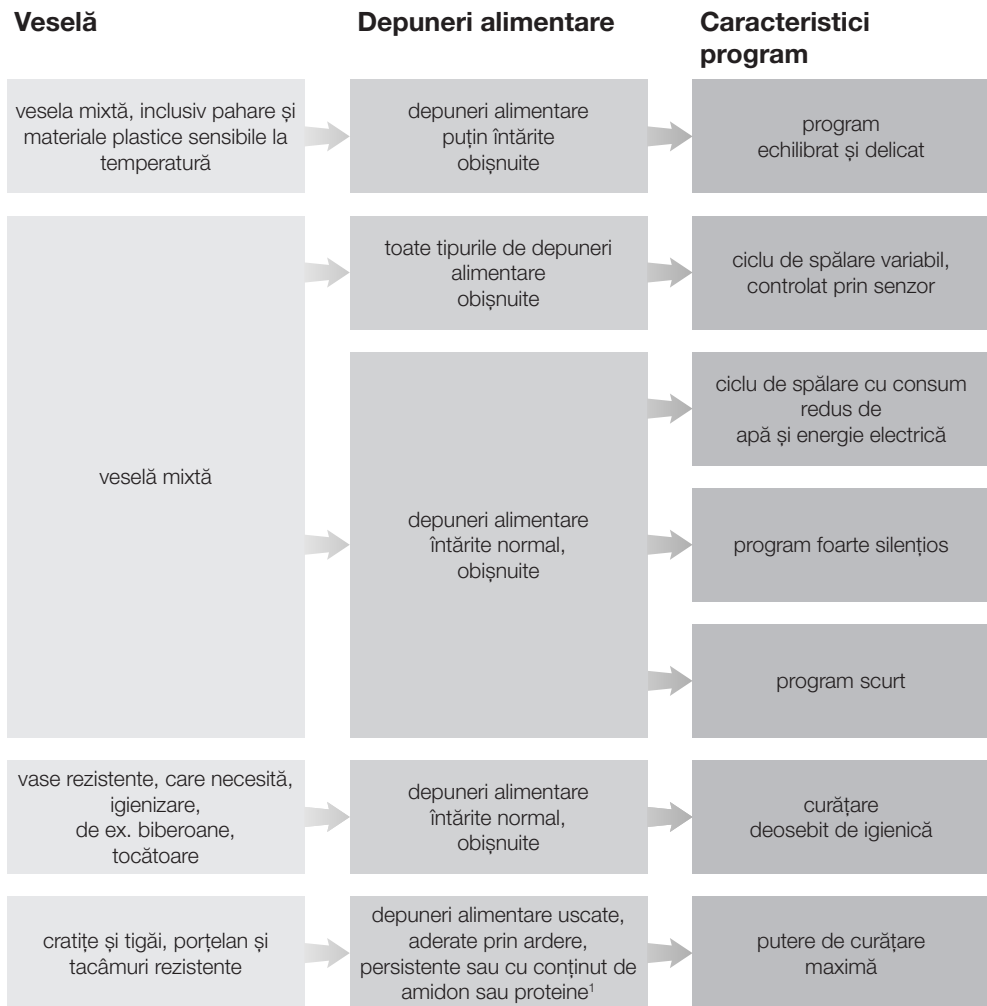 Veselă
Depuneri alimentare
Caracteristici
program
vesela mixtă, inclusiv pahare și
materiale plastice sensibile la
temperatură
depuneri alimentare
puțin întărite
obișnuite
program
echilibrat și delicat
veselă mixtă
toate tipurile de depuneri
alimentare
obișnuite
ciclu de spălare variabil,
controlat prin senzor
depuneri alimentare
întărite normal,
obișnuite
ciclu de spălare cu consum
redus de
apă și energie electrică
program foarte silențios
program scurt
vase rezistente, care necesită,
igienizare,
de ex. biberoane,
tocătoare
depuneri alimentare
întărite normal,
obișnuite
curățare
deosebit de igienică
cratițe și tigăi, porțelan și
tacâmuri rezistente
depuneri alimentare uscate,
aderate prin ardere,
persistente sau cu conținut de
amidon sau proteine¹
putere de curățare
maximă